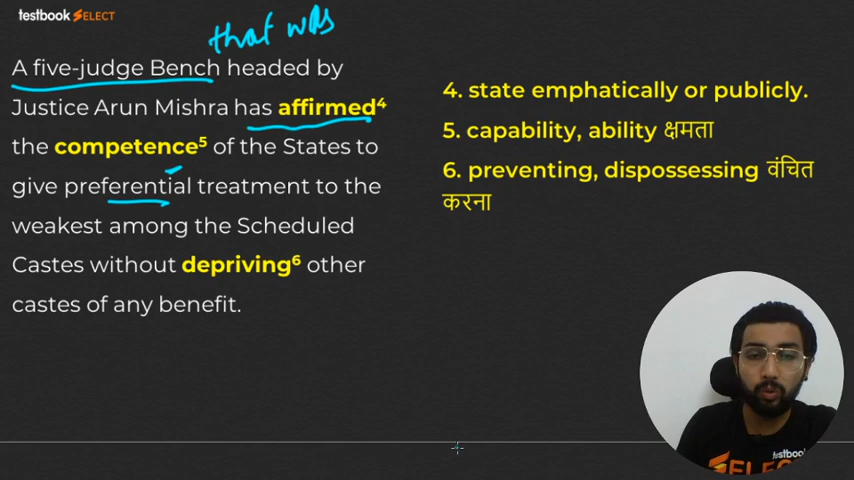 testbook SELECT
that was
A five-judge Bench headed by
Justice Arun Mishra has affirmed⁴
the competence⁵ of the States to
give preferential treatment to the
weakest among the Scheduled
Castes without depriving⁶ other
castes of any benefit.
4. state emphatically or publicly.
5. capability, ability क्षमता
6. preventing, dispossessing वंचित
करना
testbook
SELEC